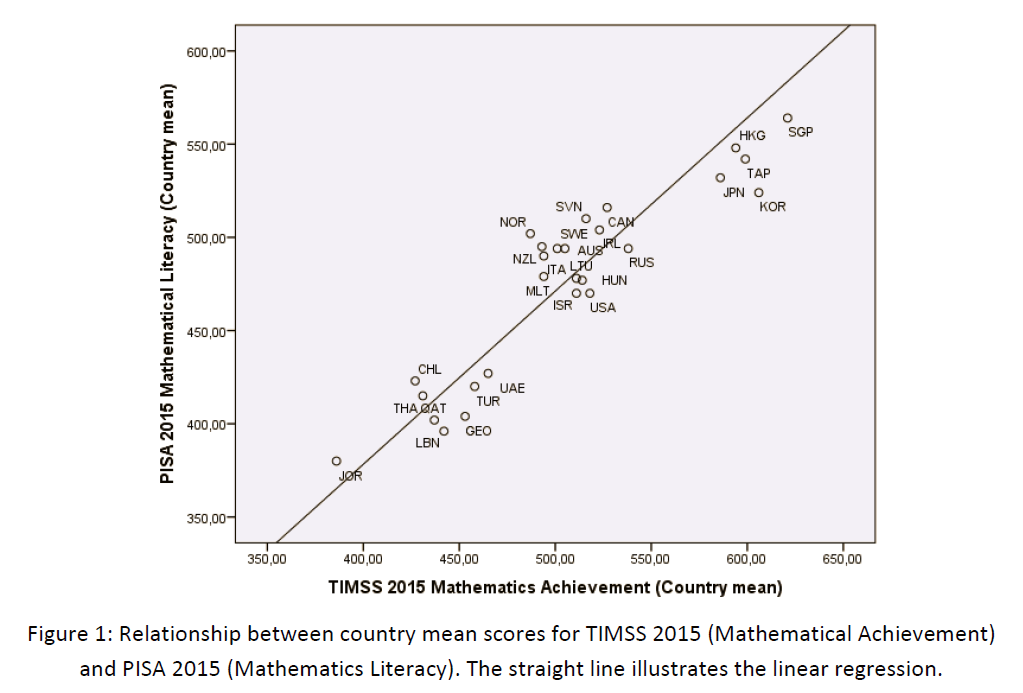 600,00
550,00
500,00
450,00
400,00
350,00
PISA 2015 Mathematical Literacy (Country mean)
HKG
SGP
TAP
JPN
KOR
SVN
CAN
NOR
SWE
IRL
AUS
NZL
RUS
ITA
LTU
HUN
MLT
ISR
USA
CHL
UAE
TUR
THA
QAT
GEO
LBN
JOR
350,00
400,00
450,00
500,00
550,00
600,00
650,00
TIMSS 2015 Mathematics Achievement (Country mean)
Figure 1: Relationship between country mean scores for TIMSS 2015 (Mathematical Achievement)
and PISA 2015 (Mathematics Literacy). The straight line illustrates the linear regression.